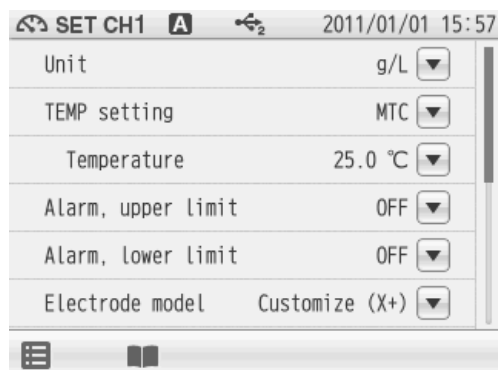 SET CH1 A 2 2011/01/01 15:57
Unit g/L
TEMP setting MTC
Temperature 25.0 ℃
Alarm, upper limit OFF
Alarm, lower limit OFF
Electrode model Customize (X+)